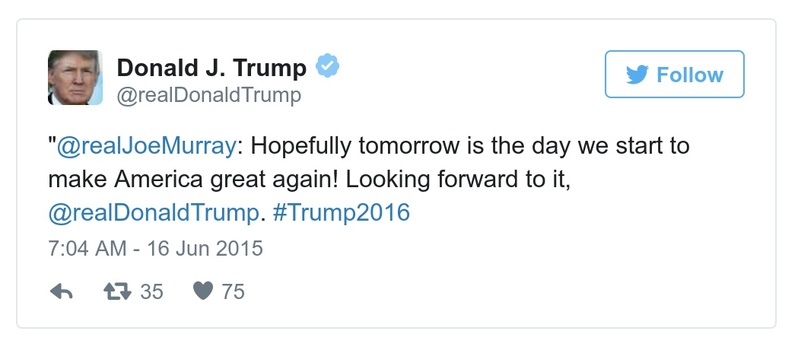 Donald J. Trump
@realDonaldTrump
Follow
"@realJoeMurray: Hopefully tomorrow is the day we start to
make America great again! Looking forward to it,
@realDonaldTrump. #Trump2016
7:04 AM - 16 Jun 2015
35 75